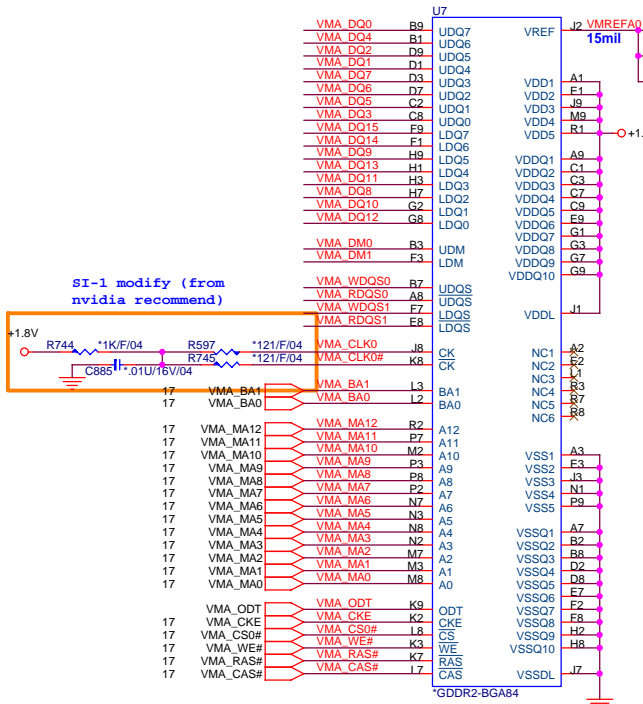 U7
VMA_DQ0 B9 UDQ7 VREF J2 VMREFA0
VMA_DQ4 B1 UDQ6 15mil
VMA_DQ2 D9 UDQ5
VMA_DQ1 D1 UDQ4
VMA_DQ7 D3 UDQ3 VDD1 A1
VMA_DQ6 D7 UDQ2 VDD2 E1
VMA_DQ5 C2 UDQ1 VDD3 J9
VMA_DQ3 C8 UDQ0 VDD4 M9
VMA_DQ15 F9 LDQ7 VDD5 R1 +1.
VMA_DQ14 F1 LDQ6
VMA_DQ9 H9 LDQ5 VDDQ1 A9
VMA_DQ13 H1 LDQ4 VDDQ2 C1
VMA_DQ11 H3 LDQ3 VDDQ3 C3
VMA_DQ8 H7 LDQ2 VDDQ4 C7
VMA_DQ10 G2 LDQ1 VDDQ5 C9
VMA_DQ12 G8 LDQ0 VDDQ6 E9
VDDQ7 G1
VMA_DM0 B3 UDM VDDQ8 G3
VMA_DM1 F3 LDM VDDQ9 G7
VDDQ10 G9
SI-1 modify (from
nvidia recommend)
VMA_WDQS0 B7 UDQS
VMA_RDQS0 A8 UDQS
VMA_WDQS1 F7 LDQS VDDL J1
VMA_RDQS1 E8 LDQS
+1.8V
R744 *1K/F/04 R597 *121/F/04 VMA_CLK0 J8 CK NC1 A2
C885 *.01U/16V/04 R745 *121/F/04 VMA_CLK0# K8 CK NC2 E2
NC3 L1
17 VMA_BA1 VMA_BA1 L3 BA1 NC4 R3
17 VMA_BA0 VMA_BA0 L2 BA0 NC5 R7
NC6 R8
17 VMA_MA12 VMA_MA12 R2 A12
17 VMA_MA11 VMA_MA11 P7 A11
17 VMA_MA10 VMA_MA10 M2 A10 VSS1 A3
17 VMA_MA9 VMA_MA9 P3 A9 VSS2 E3
17 VMA_MA8 VMA_MA8 P8 A8 VSS3 J3
17 VMA_MA7 VMA_MA7 P2 A7 VSS4 N1
17 VMA_MA6 VMA_MA6 N7 A6 VSS5 P9
17 VMA_MA5 VMA_MA5 N3 A5
17 VMA_MA4 VMA_MA4 N8 A4 VSSQ1 A7
17 VMA_MA3 VMA_MA3 N2 A3 VSSQ2 B2
17 VMA_MA2 VMA_MA2 M7 A2 VSSQ3 B8
17 VMA_MA1 VMA_MA1 M3 A1 VSSQ4 D2
17 VMA_MA0 VMA_MA0 M8 A0 VSSQ5 D8
VSSQ6 E7
VMA_ODT VMA_ODT K9 ODT VSSQ7 F2
17 VMA_CKE VMA_CKE K2 CKE VSSQ8 F8
17 VMA_CS0# VMA_CS0# L8 CS VSSQ9 H2
17 VMA_WE# VMA_WE# K3 WE VSSQ10 H8
17 VMA_RAS# VMA_RAS# K7 RAS
17 VMA_CAS# VMA_CAS# L7 CAS VSSDL J7
*GDDR2-BGA84